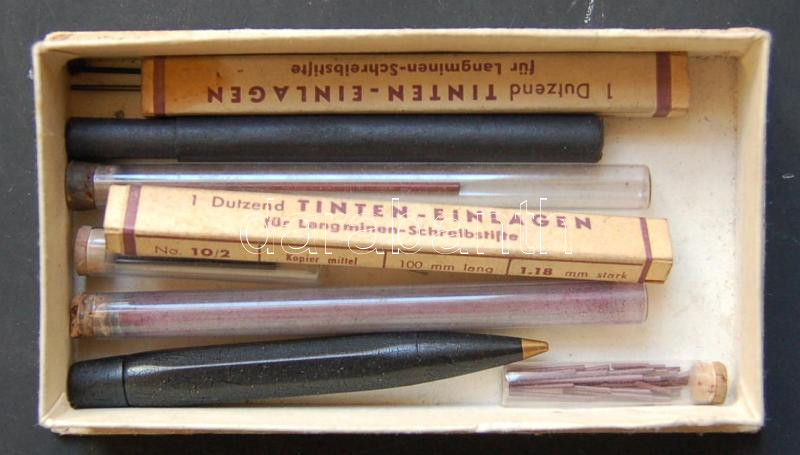 1 Dutzend TINTEN-EINLAGEN
für Langminen-Schreibstifte
1 Dutzend TINTEN-EINLAGEN
für Langminen-Schreibstifte
No. 10/2 Kopier mittel 100 mm lang 1.18 mm stark
darabanth